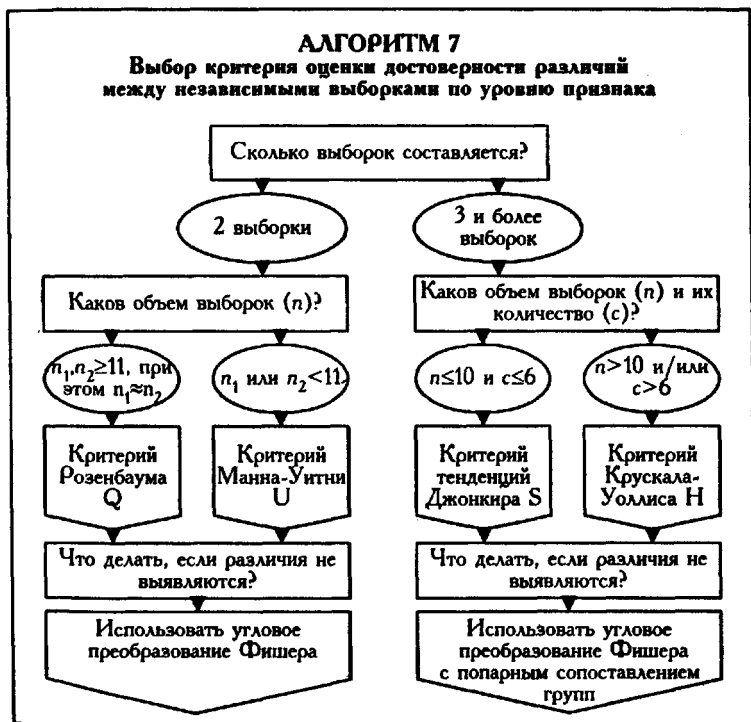 АЛГОРИТМ 7
Выбор критерия оценки достоверности различий
между независимыми выборками по уровню признака
Сколько выборок составляется?
2 выборки
3 и более
выборок
Каков объем выборок (n)?
Каков объем выборок (n) и их
количество (c)?
n₁,n₂≥11, при
этом n₁≈n₂
n₁ или n₂<11
n≤10 и c≤6
n>10 и/или
c>6
Критерий
Розенбаума
Q
Критерий
Манна-Уитни
U
Критерий
тенденций
Джонкира S
Критерий
Крускала-
Уоллиса H
Что делать, если различия не
выявляются?
Что делать, если различия не
выявляются?
Использовать угловое
преобразование Фишера
Использовать угловое
преобразование Фишера
с попарным сопоставлением
групп